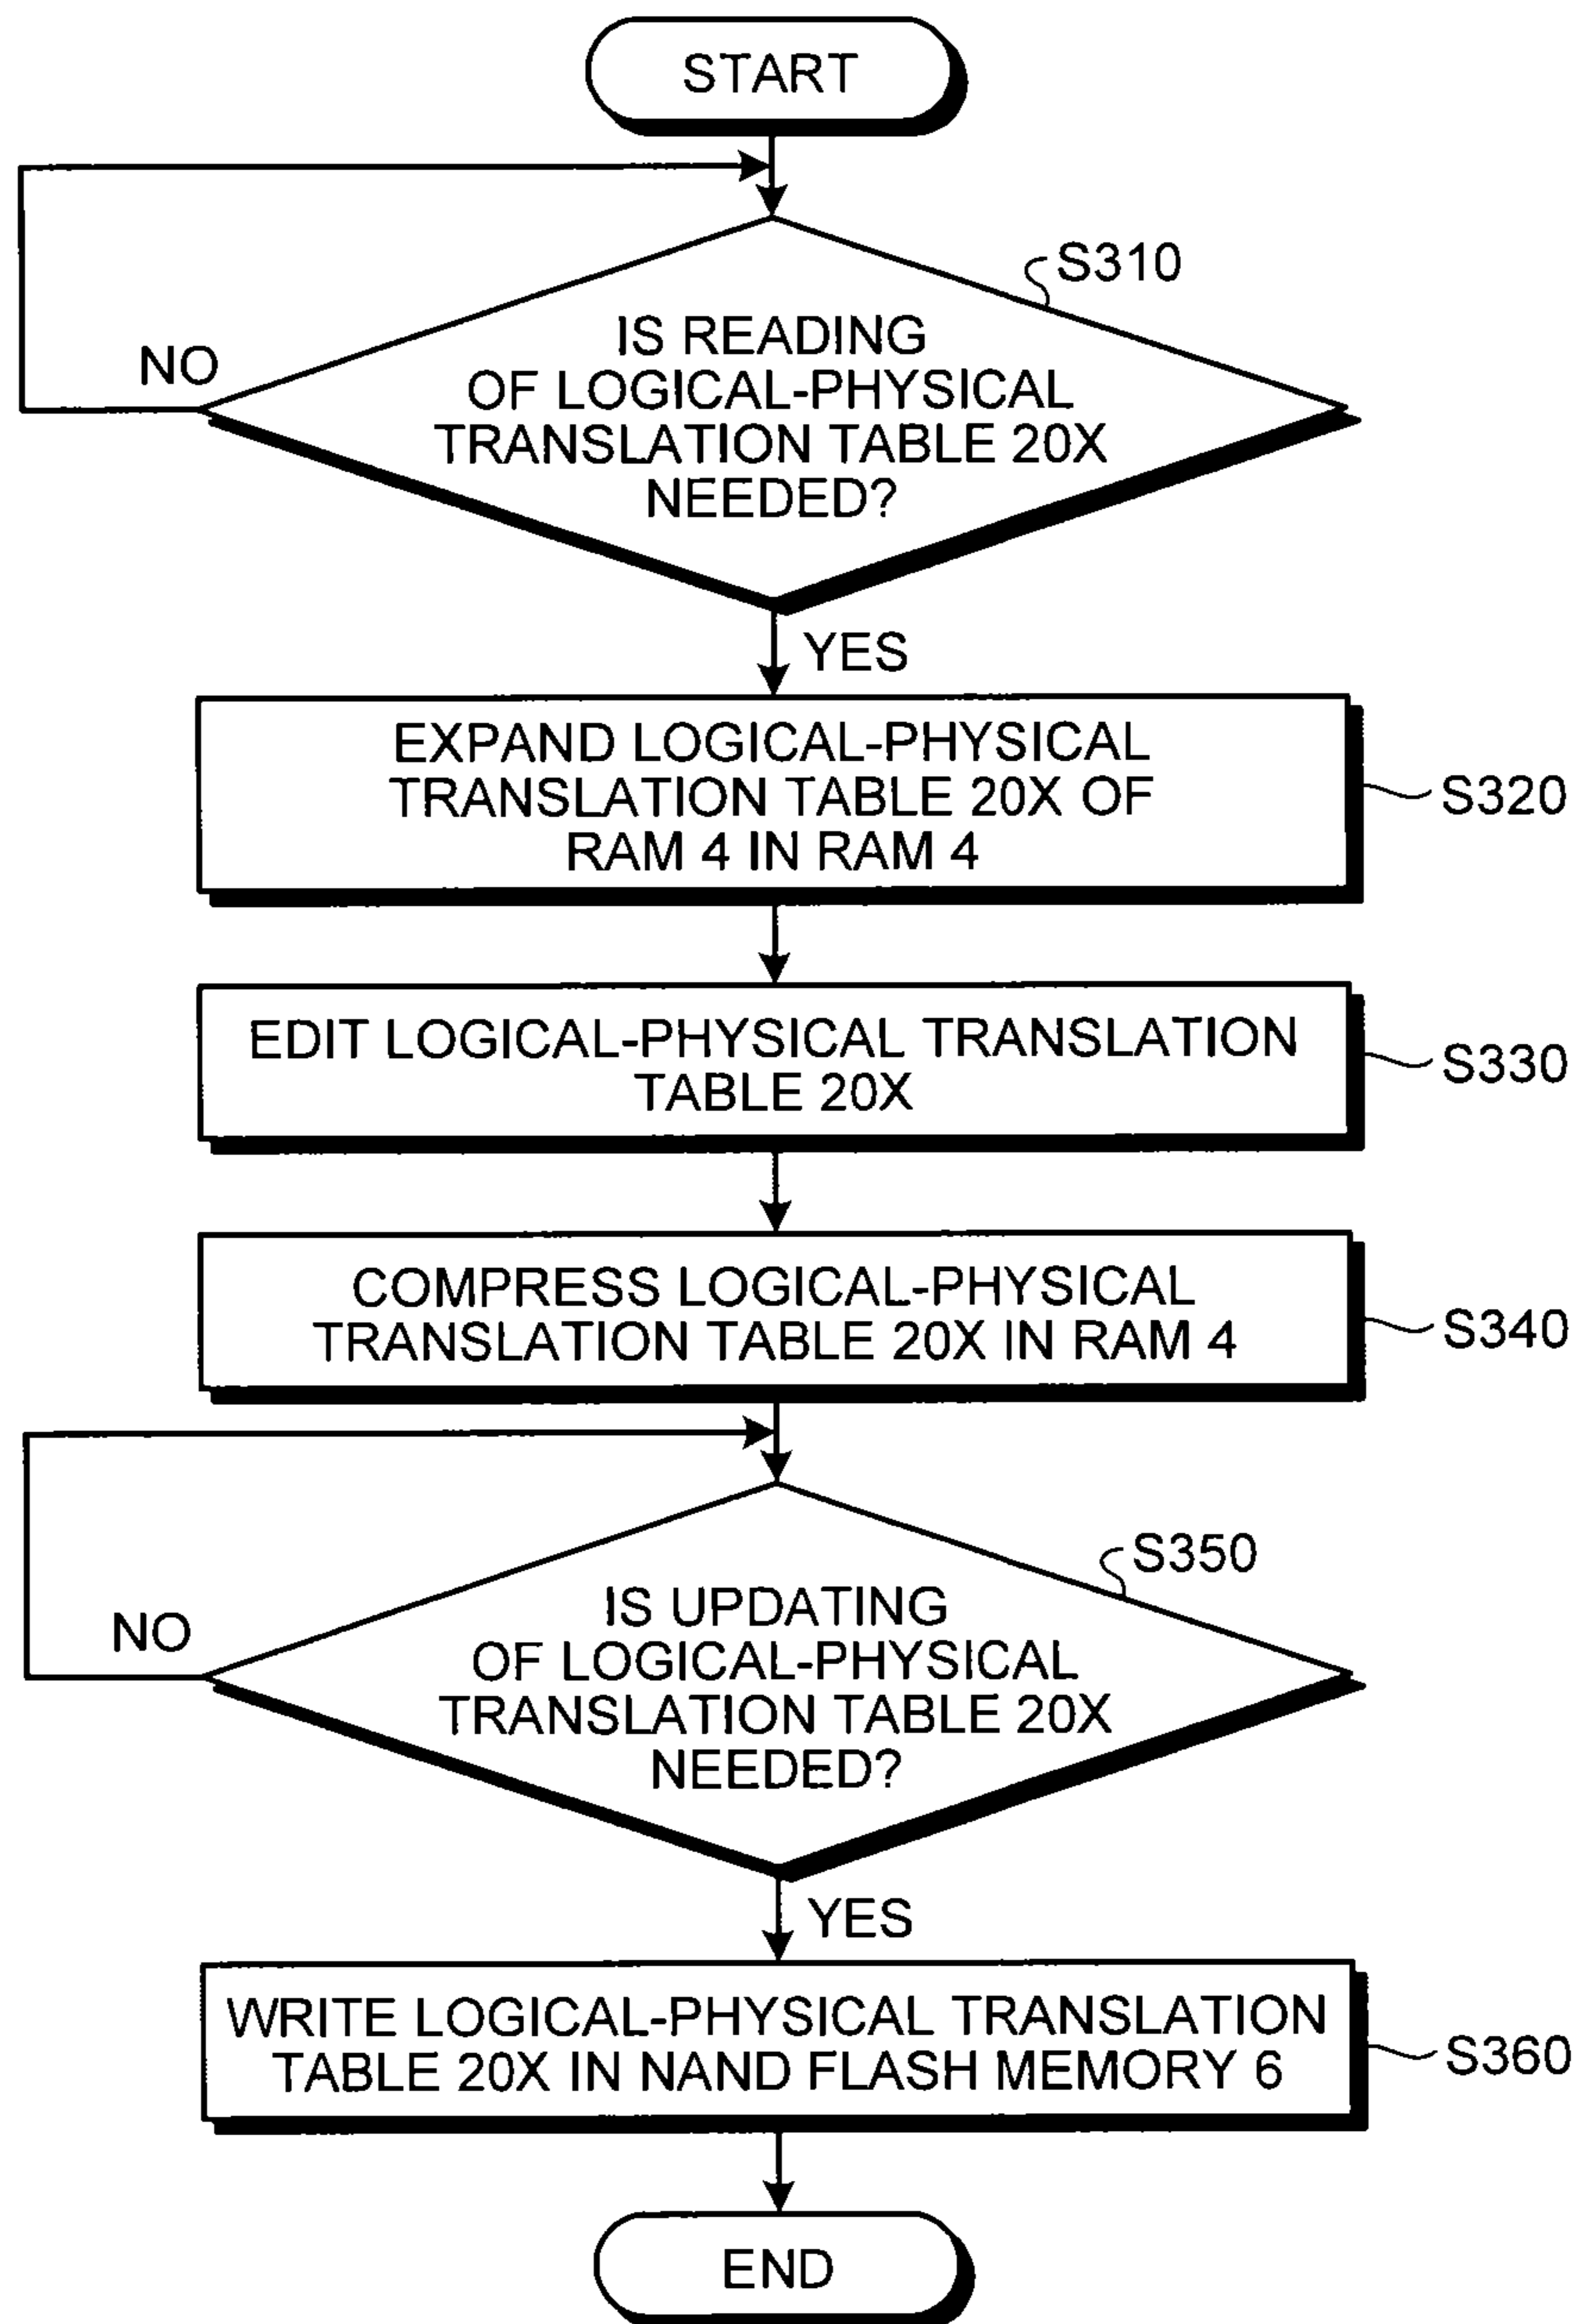 START
S310
IS READING
NO
OF LOGICAL-PHYSICAL
TRANSLATION TABLE 20X
NEEDED?
YES
EXPAND LOGICAL-PHYSICAL
TRANSLATION TABLE 20X OF
RAM 4 IN RAM 4
S320
EDIT LOGICAL-PHYSICAL TRANSLATION
TABLE 20X
S330
COMPRESS LOGICAL-PHYSICAL
TRANSLATION TABLE 20X IN RAM 4
S340
S350
IS UPDATING
NO
OF LOGICAL-PHYSICAL
TRANSLATION TABLE 20X
NEEDED?
YES
WRITE LOGICAL-PHYSICAL TRANSLATION
TABLE 20X IN NAND FLASH MEMORY 6
S360
END